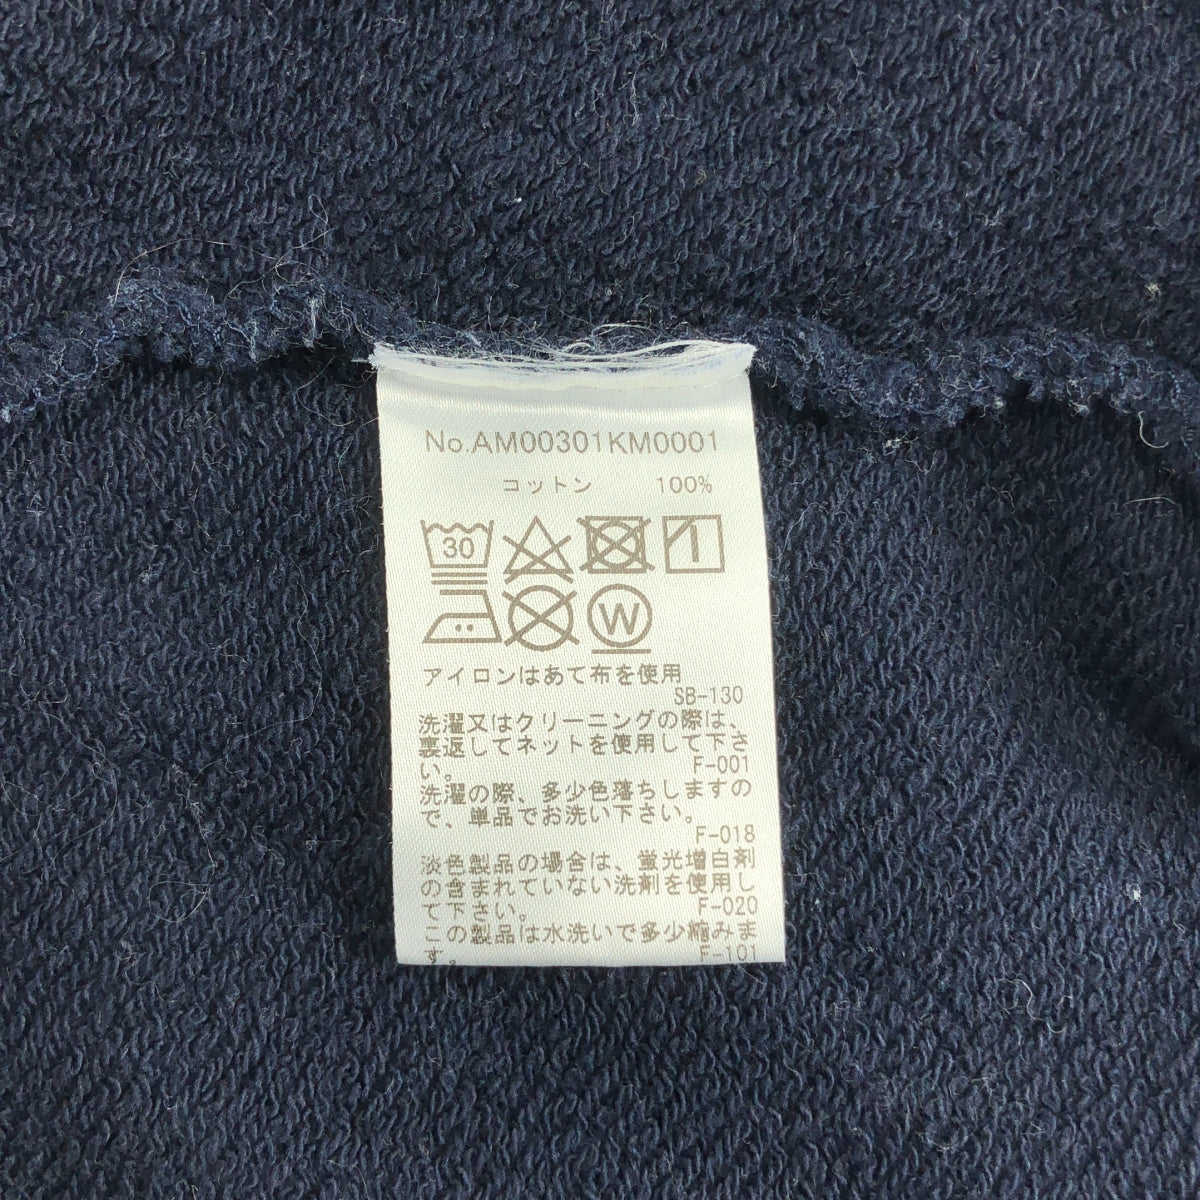 No.AM00301KM0001
コットン 100%
30
W
アイロンはあて布を使用
SB-130
洗濯又はクリーニングの際は、
裏返してネットを使用して下さ
い。 F-001
洗濯の際、多少色落ちしますの
で、単品でお洗い下さい。
F-018
淡色製品の場合は、蛍光増白剤
の含まれていない洗剤を使用し
て下さい。 F-020
この製品は水洗いで多少縮みま
す。 F-101